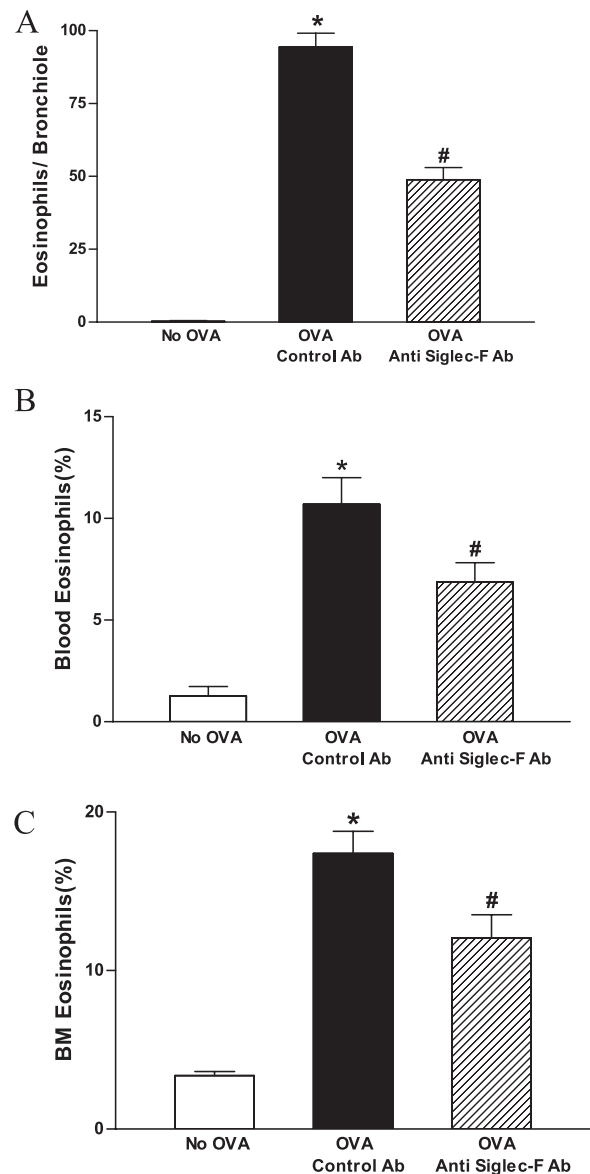 A
Eosinophils/ Bronchiole
100
75
50
25
0
*
#
No OVA
OVA
Control Ab
OVA
Anti Siglec-F Ab
B
Blood Eosinophils(%)
15
10
5
0
*
#
No OVA
OVA
Control Ab
OVA
Anti Siglec-F Ab
C
BM Eosinophils(%)
20
10
0
*
#
No OVA
OVA
Control Ab
OVA
Anti Siglec-F Ab